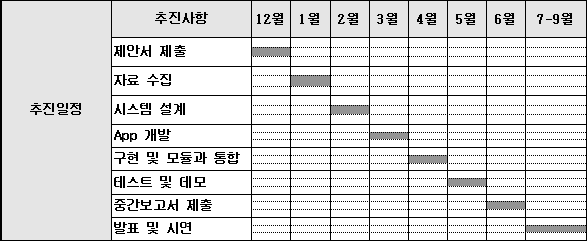 추진사항 12월 1월 2월 3월 4월 5월 6월 7-9월
추진일정
제안서 제출
자료 수집
시스템 설계
App 개발
구현 및 모듈과 통합
테스트 및 데모
중간보고서 제출
발표 및 시연